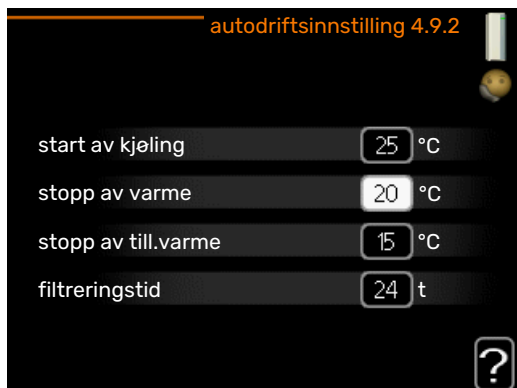 autodriftsinnstilling 4.9.2
start av kjøling 25 °C
stopp av varme 20 °C
stopp av till.varme 15 °C
filtreringstid 24 t
?